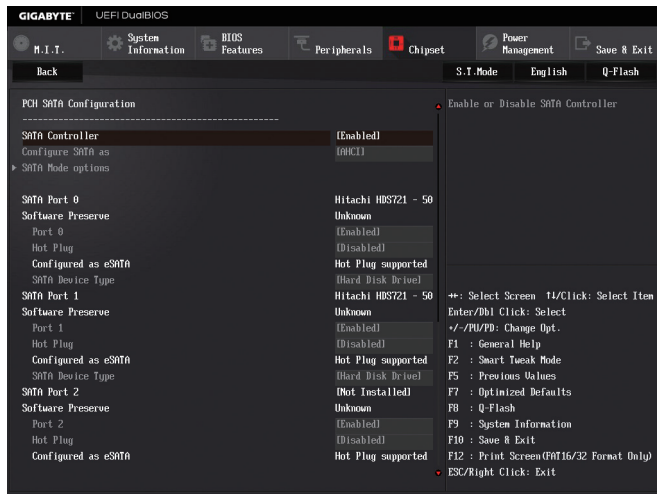 GIGABYTE™ UEFI DualBIOS
M.I.T. System Information BIOS Features Peripherals Chipset Power Management Save & Exit
Back S.T.Mode English Q-Flash
PCH SATA Configuration
Enable or Disable SATA Controller
--------------------------------------------------
SATA Controller [Enabled]
Configure SATA as [AHCI]
SATA Mode options
SATA Port 0 Hitachi HDS721 - 50
Software Preserve Unknown
Port 0 [Enabled]
Hot Plug [Disabled]
Configured as eSATA Hot Plug supported
SATA Device Type [Hard Disk Drive]
SATA Port 1 Hitachi HDS721 - 50
Software Preserve Unknown
Port 1 [Enabled]
Hot Plug [Disabled]
Configured as eSATA Hot Plug supported
SATA Device Type [Hard Disk Drive]
SATA Port 2 [Not Installed]
Software Preserve Unknown
Port 2 [Enabled]
Hot Plug [Disabled]
Configured as eSATA Hot Plug supported
→←: Select Screen ↑↓/Click: Select Item
Enter/Dbl Click: Select
+/-/PU/PD: Change Opt.
F1 : General Help
F2 : Smart Tweak Mode
F5 : Previous Values
F7 : Optimized Defaults
F8 : Q-Flash
F9 : System Information
F10 : Save & Exit
F12 : Print Screen(FAT16/32 Format Only)
ESC/Right Click: Exit